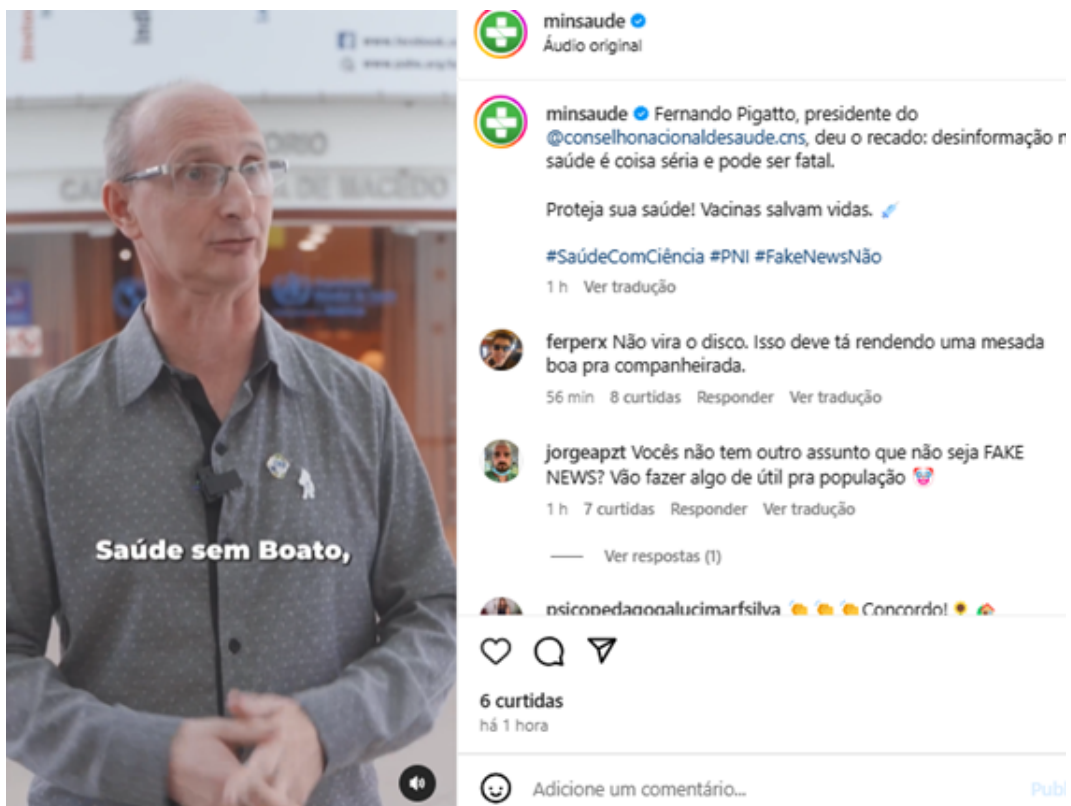 Saúde sem Boato,
minsaude
Áudio original
minsaude Fernando Pigatto, presidente do
@conselhonacionaldesaude.cns, deu o recado: desinformação n
saúde é coisa séria e pode ser fatal.
Proteja sua saúde! Vacinas salvam vidas.
#SaúdeComCiência #PNI #FakeNewsNão
1 h Ver tradução
ferperx Não vira o disco. Isso deve tá rendendo uma mesada
boa pra companheirada.
56 min 8 curtidas Responder Ver tradução
jorgeapzt Vocês não tem outro assunto que não seja FAKE
NEWS? Vão fazer algo de útil pra população 🤡
1 h 7 curtidas Responder Ver tradução
Ver respostas (1)
psicopedagogalucimarfsilva 👏 👏 👏 Concordo! 🌻 🏠
6 curtidas
há 1 hora
Adicione um comentário...
Publ